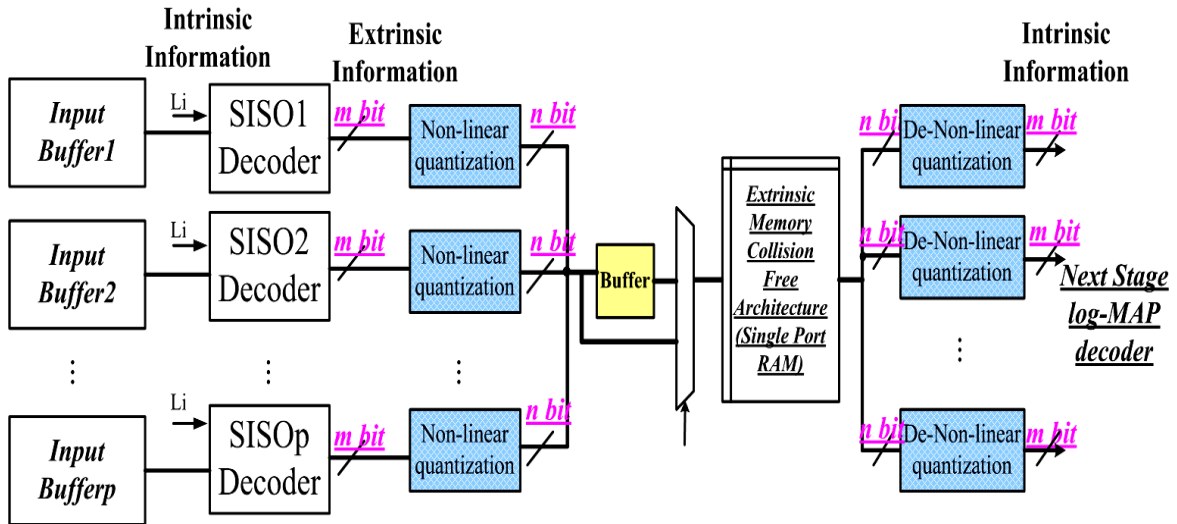 Intrinsic
Information
Extrinsic
Information
Intrinsic
Information
Input
Buffer1
Li
SISO1
Decoder
m bit
Non-linear
quantization
n bit
n bit
De-Non-linear
quantization
m bit
Input
Buffer2
Li
SISO2
Decoder
m bit
Non-linear
quantization
n bit
Buffer
Extrinsic
Memory
Collision
Free
Architecture
(Single Port
RAM)
n bit
De-Non-linear
quantization
m bit
Next Stage
log-MAP
decoder
Input
Bufferp
Li
SISOp
Decoder
m bit
Non-linear
quantization
n bit
n bit
De-Non-linear
quantization
m bit